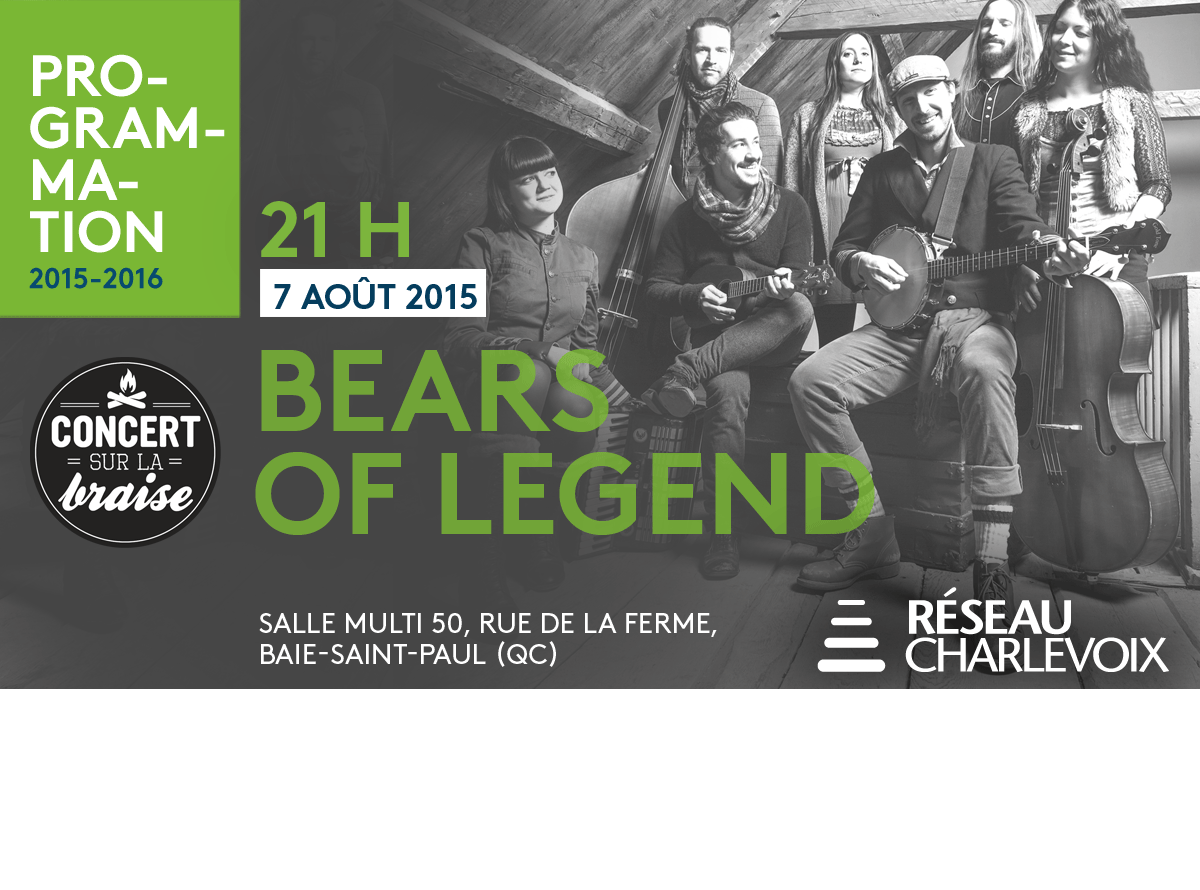 PRO-
GRAM-
MA-
TION
2015-2016
21 H
7 AOÛT 2015
BEARS
OF LEGEND
CONCERT
SUR LA
braise
SALLE MULTI 50, RUE DE LA FERME,
BAIE-SAINT-PAUL (QC)
RÉSEAU
CHARLEVOIX